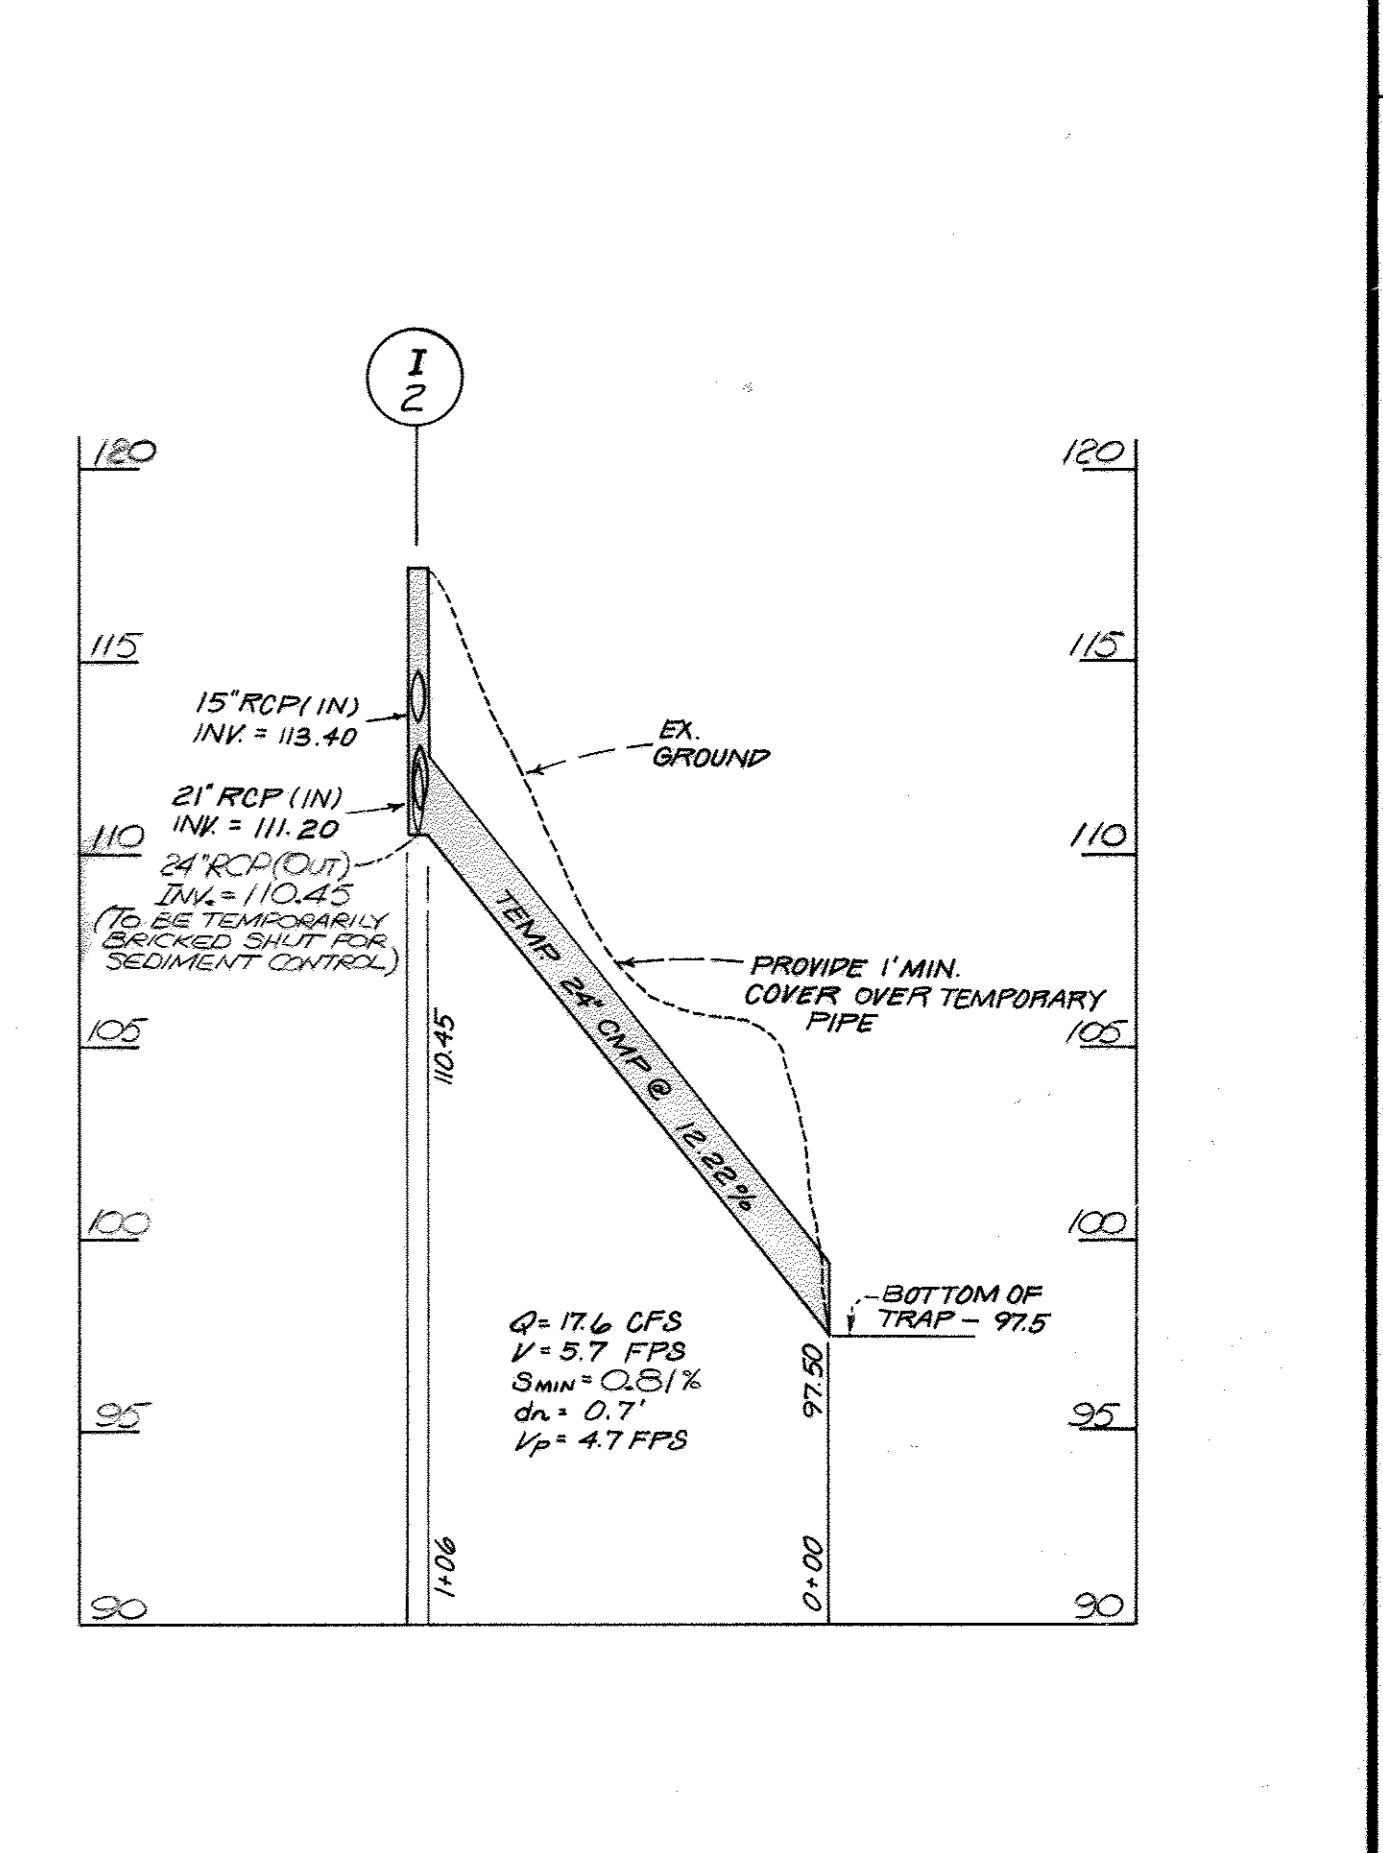 I
2
120
120
115
115
15" RCP (IN)
INV. = 113.40
EX.
GROUND
21" RCP (IN)
INV. = 111.20
110
110
24" RCP (OUT)
INV. = 110.45
(TO BE TEMPORARILY
BRICKED SHUT FOR
SEDIMENT CONTROL)
TEMP. 24" CMP @ 12.22%
PROVIDE 1' MIN.
COVER OVER TEMPORARY
PIPE
105
105
110.45
100
100
BOTTOM OF
TRAP - 97.5
Q = 17.6 CFS
V = 5.7 FPS
SMIN = 0.81%
dn = 0.7'
Vp = 4.7 FPS
97.50
95
95
1+06
0+00
90
90